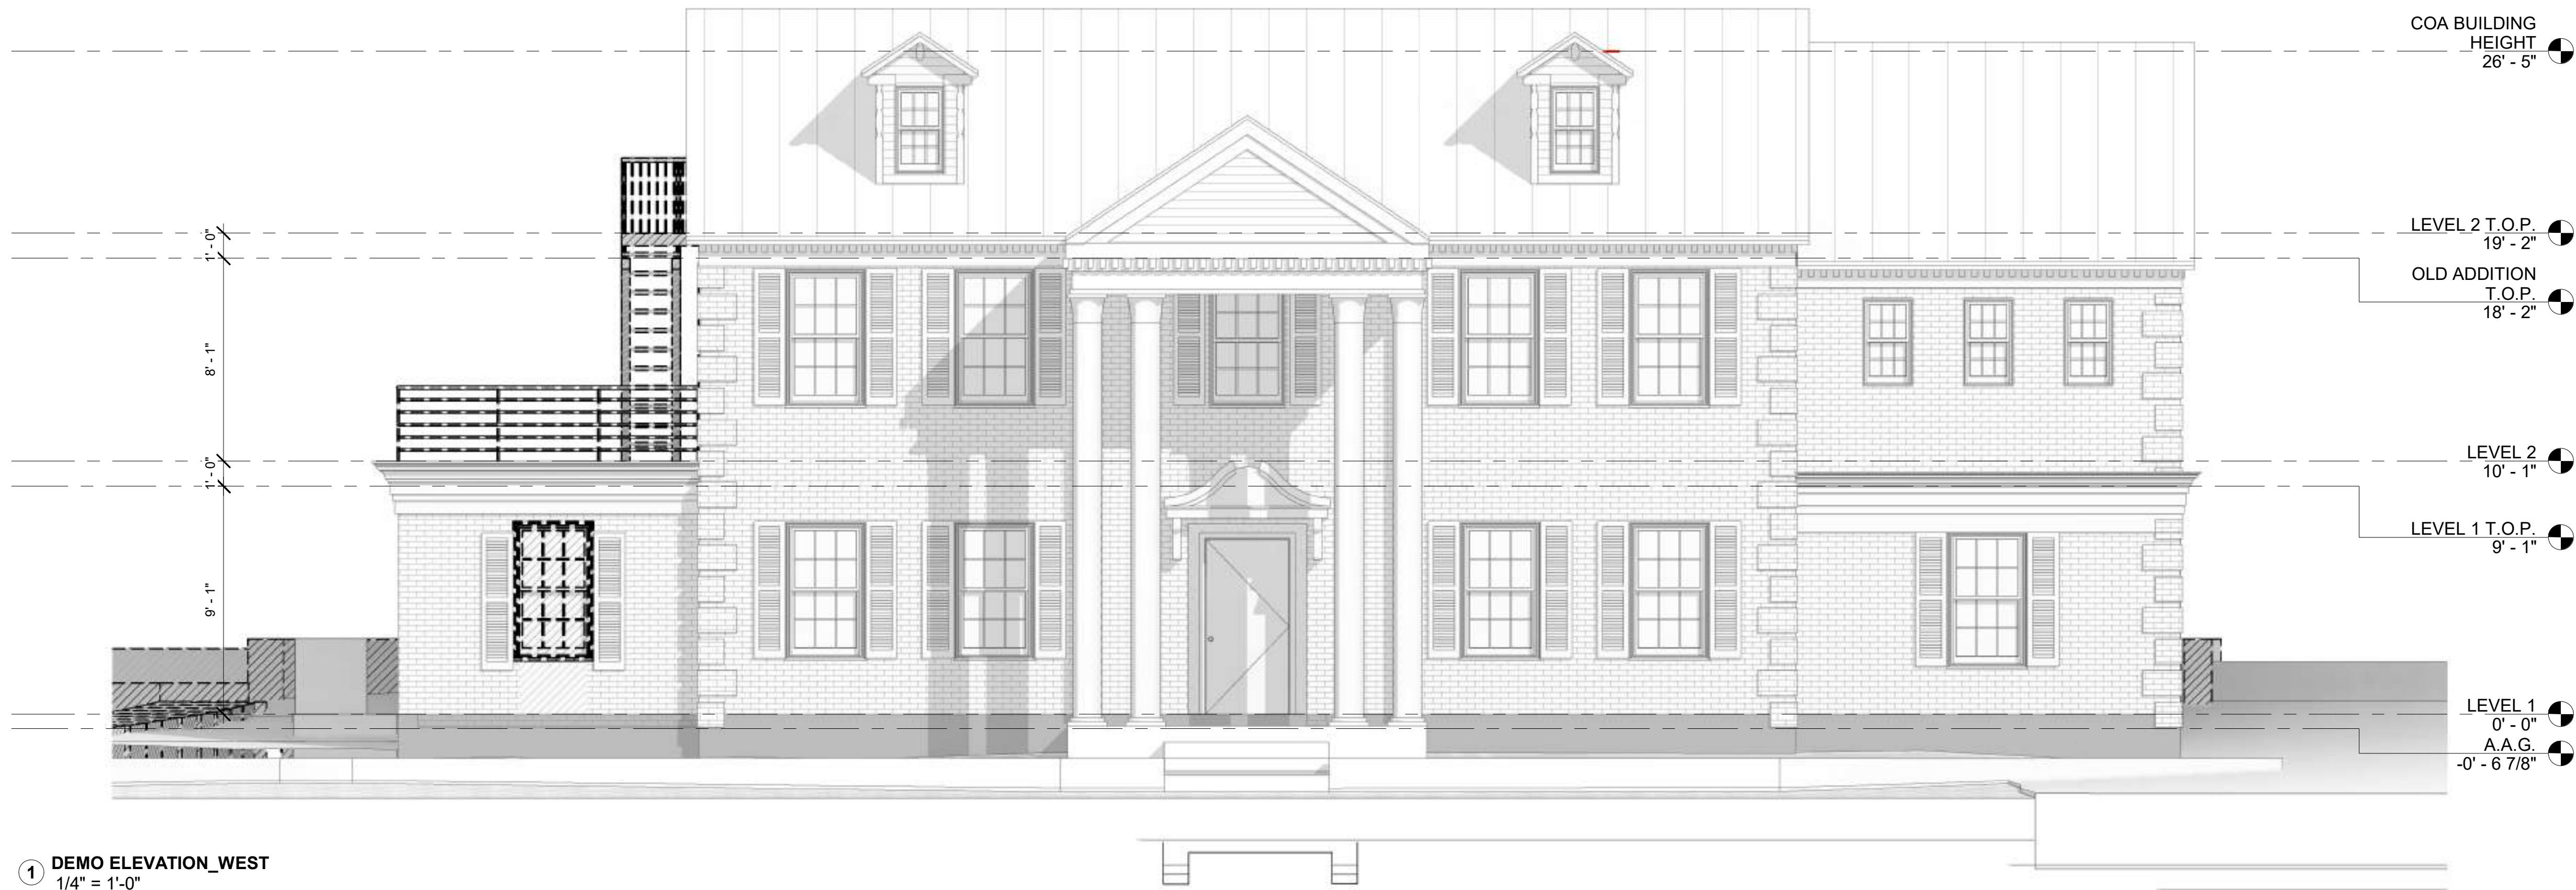 COA BUILDING
HEIGHT
26' - 5"
LEVEL 2 T.O.P.
19' - 2"
OLD ADDITION
T.O.P.
18' - 2"
LEVEL 2
10' - 1"
LEVEL 1 T.O.P.
9' - 1"
LEVEL 1
0' - 0"
A.A.G.
-0' - 6 7/8"
1' - 0"
8' - 1"
1' - 0"
9' - 1"
1 DEMO ELEVATION_WEST
1/4" = 1'-0"